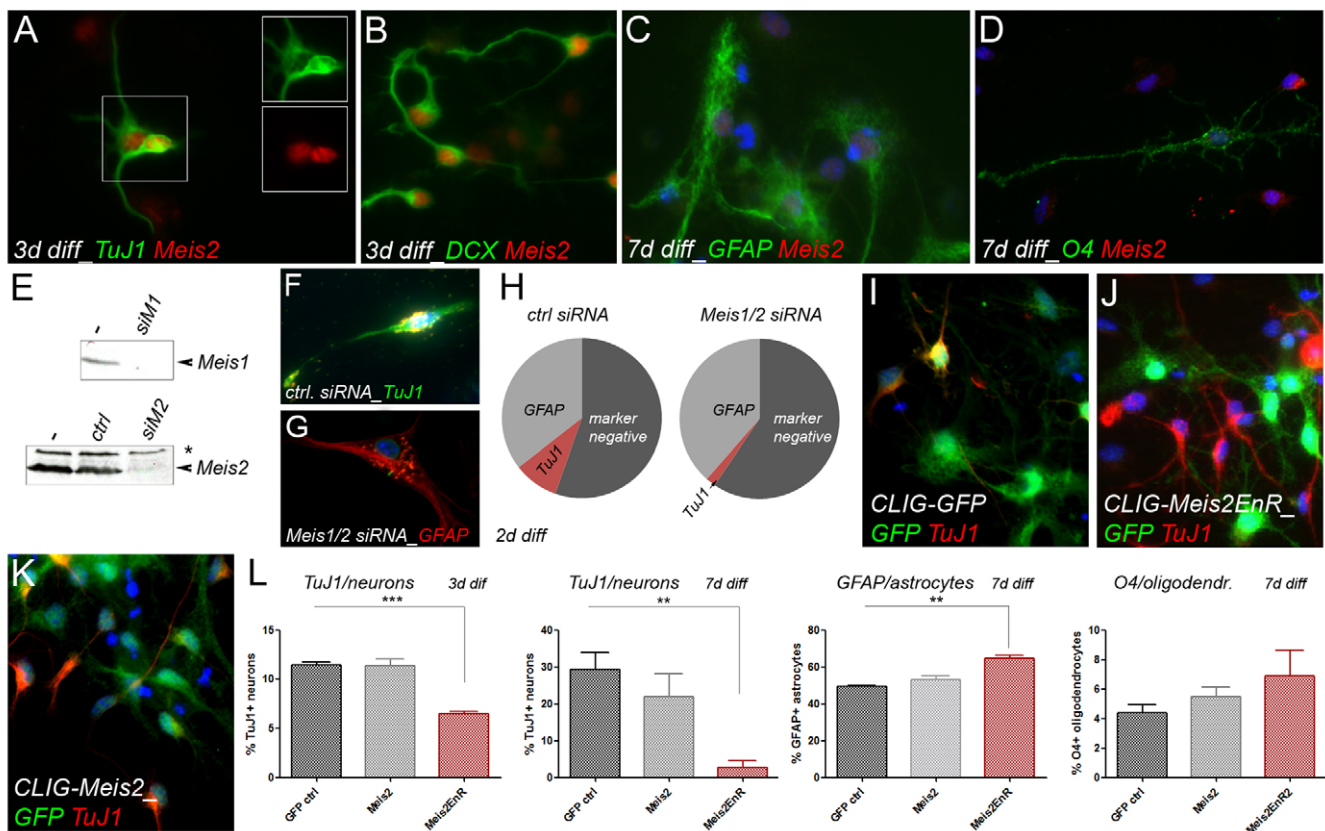 A
3d diff_TuJ1 Meis2
B
3d diff_DCX Meis2
C
7d diff_GFAP Meis2
D
7d diff_O4 Meis2
E
- siM1
Meis1
- ctrl siM2
*
Meis2
F
ctrl. siRNA_TuJ1
G
Meis1/2 siRNA_GFAP
H
ctrl siRNA
GFAP
marker
negative
TuJ1
Meis1/2 siRNA
GFAP
marker
negative
TuJ1
2d diff
I
CLIG-GFP
GFP TuJ1
J
CLIG-Meis2EnR_
GFP TuJ1
K
CLIG-Meis2_
GFP TuJ1
L
TuJ1/neurons 3d dif
***
% TuJ1+ neurons
15
10
5
0
GFP ctrl
Meis2
Meis2EnR
TuJ1/neurons 7d diff
**
% TuJ1+ neurons
40
30
20
10
0
GFP ctrl
Meis2
Meis2EnR
GFAP/astrocytes 7d diff
**
% GFAP+ astrocytes
80
60
40
20
0
GFP ctrl
Meis2
Meis2EnR
O4/oligodendr. 7d diff
% O4+ oligodendrocytes
10
8
6
4
2
0
GFP ctrl
Meis2
Meis2EnR2